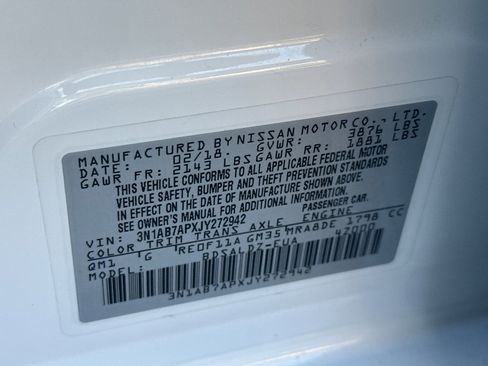 MANUFACTURED BY NISSAN MOTOR CO., LTD.
DATE: 02/18. GVWR: 3876 LBS
GAWR FR: 2143 LBS GAWR RR: 1881 LBS
THIS VEHICLE CONFORMS TO ALL APPLICABLE FEDERAL MOTOR
VEHICLE SAFETY, BUMPER AND THEFT PREVENTION STANDARDS
IN EFFECT ON THE DATE OF MANUFACTURE SHOWN ABOVE.
SEE OWNER'S MANUAL FOR ADDITIONAL INFORMATION.
VIN: 3N1AB7APXJY272942 PASSENGER CAR.
COLOR TRIM TRANS AXLE ENGINE
QM1 G RE0F11A GM35 MRA8DE 1798 CC
MODEL: BDSALDZ-EUA 42000
3N1AB7APXJY272942